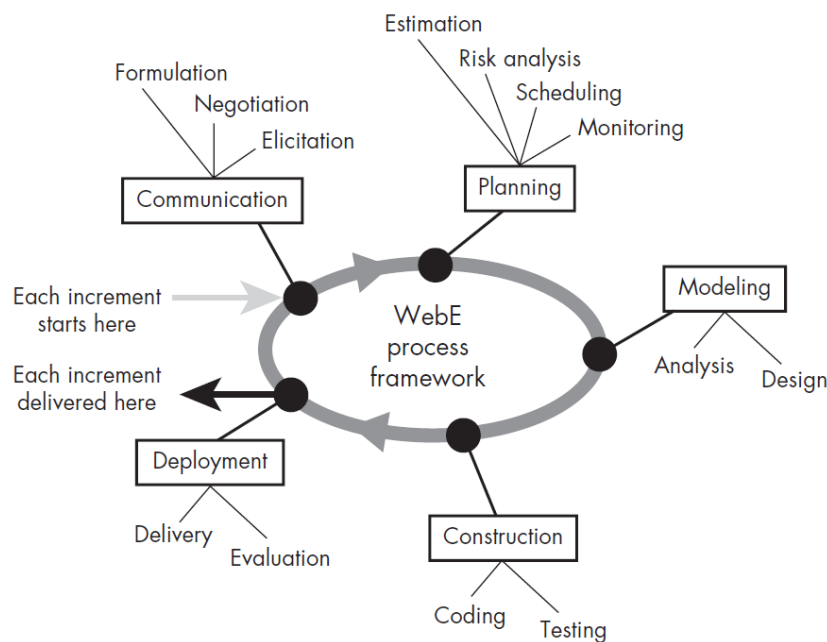 Estimation
Risk analysis
Scheduling
Monitoring
Planning
Formulation
Negotiation
Elicitation
Communication
Each increment
starts here
WebE
process
framework
Modeling
Analysis
Design
Each increment
delivered here
Deployment
Delivery
Evaluation
Construction
Coding
Testing